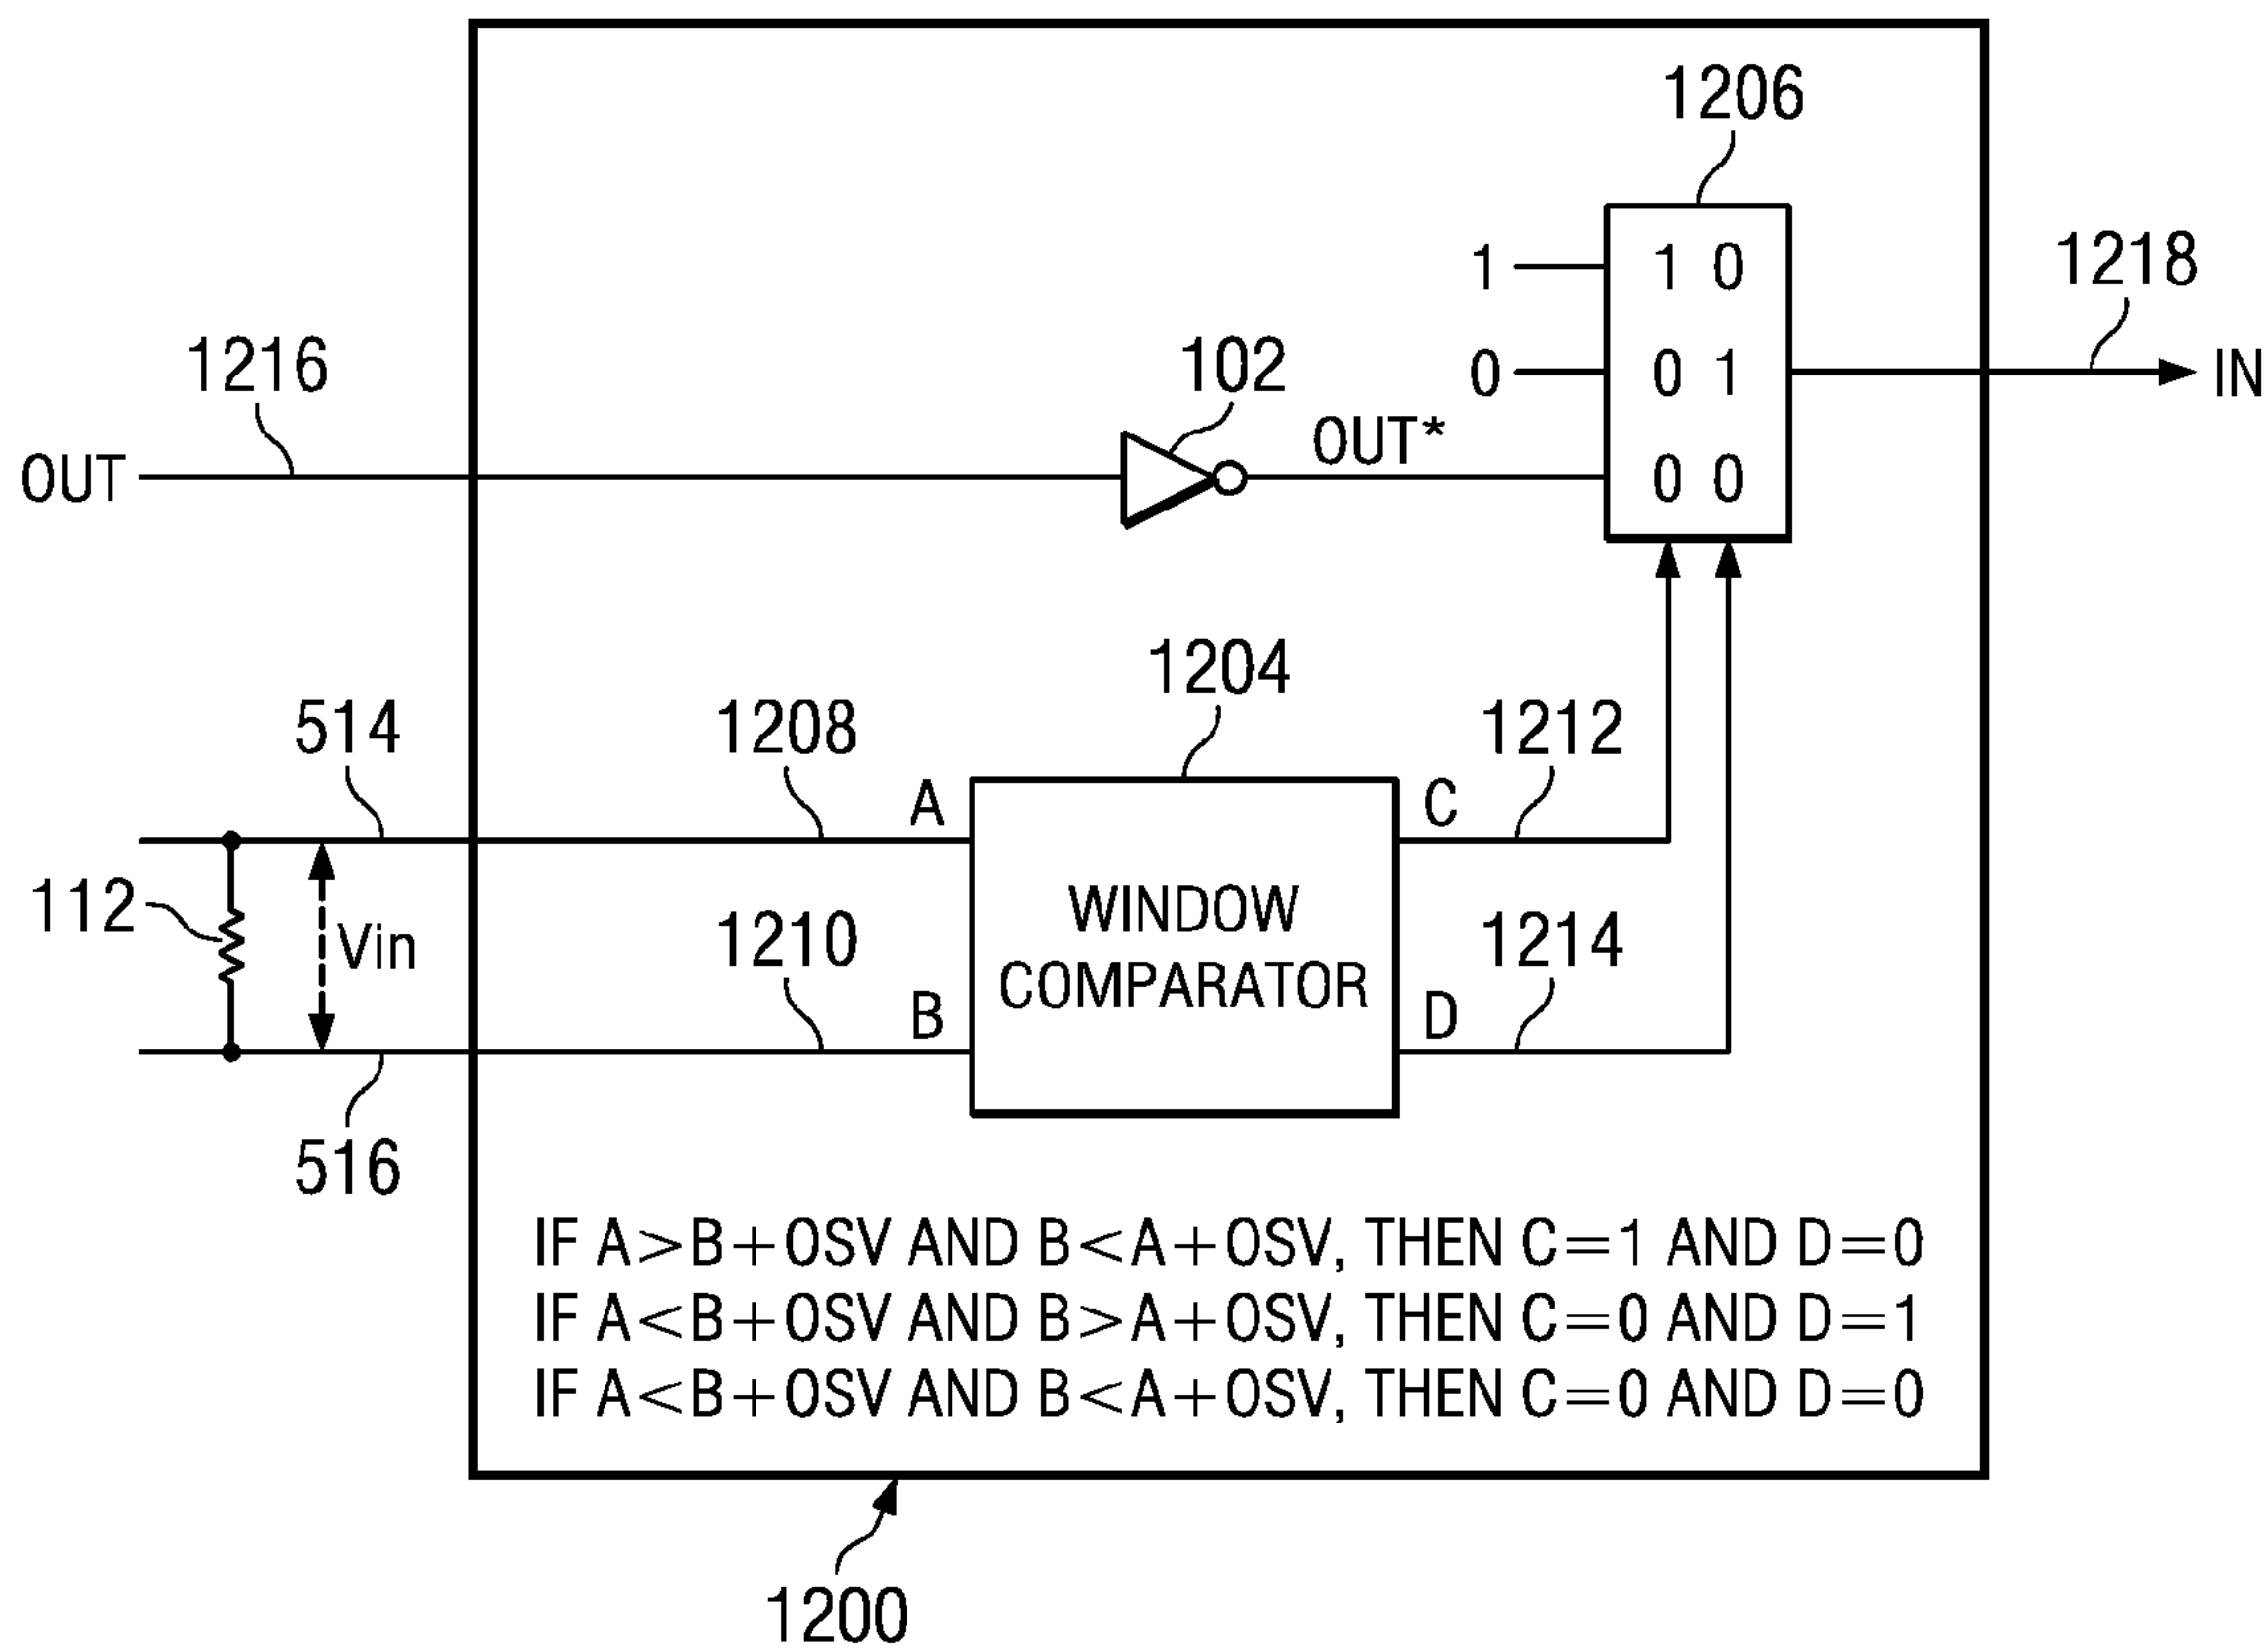 1206
1 1 0
1218
1216
102
0 0 1
IN
OUT*
OUT
0 0
1204
514
1208
1212
A
C
112
Vin
WINDOW
1210
1214
COMPARATOR
B
D
516
IF A>B+OSV AND B<A+OSV, THEN C=1 AND D=0
IF A<B+OSV AND B>A+OSV, THEN C=0 AND D=1
IF A<B+OSV AND B<A+OSV, THEN C=0 AND D=0
1200